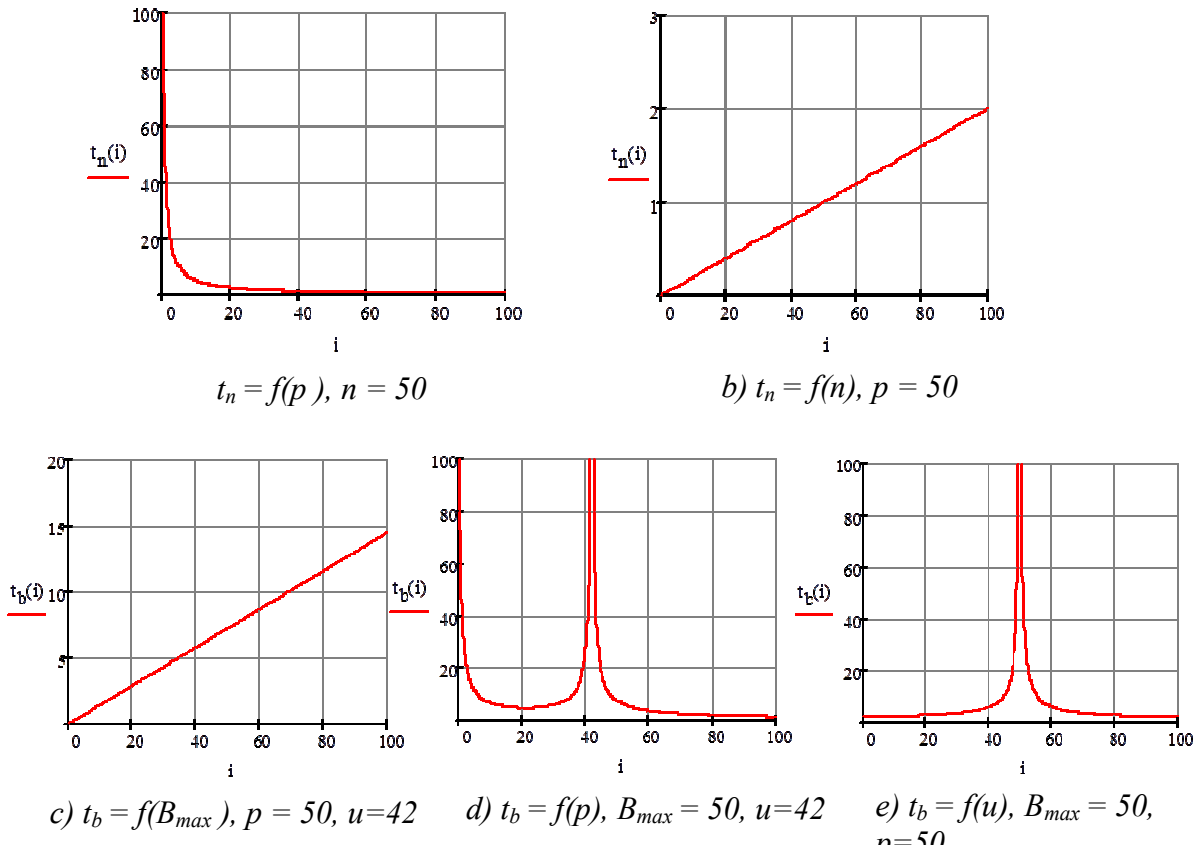 100
80
60
40
20
t_n(i)
0 20 40 60 80 100
i
t_n = f(p ), n = 50
3
2
1
t_n(i)
0 20 40 60 80 100
i
b) t_n = f(n), p = 50
20
15
10
5
t_b(i)
0 20 40 60 80 100
i
c) t_b = f(B_max ), p = 50, u=42
100
80
60
40
20
t_b(i)
0 20 40 60 80 100
i
d) t_b = f(p), B_max = 50, u=42
100
80
60
40
20
t_b(i)
0 20 40 60 80 100
i
e) t_b = f(u), B_max = 50,